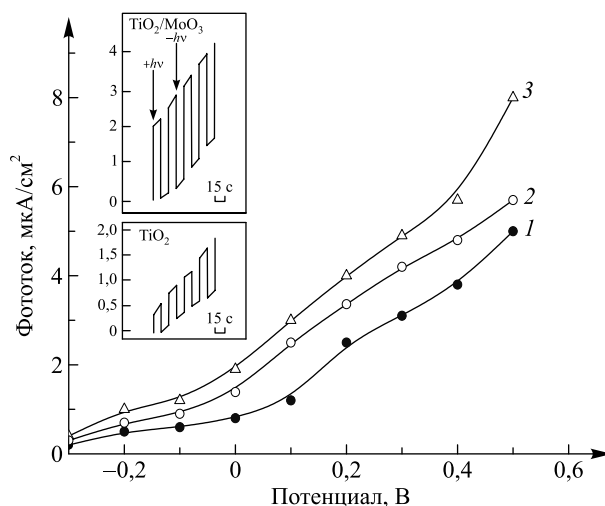 TiO2/MoO3
−hν
+hν
4
3
2
1
0
15 с
TiO2
2,0
1,5
1,0
0,5
0
15 с
8
6
4
2
0
Фототок, мкА/см2
3
2
1
−0,2
0
0,2
0,4
0,6
Потенциал, В